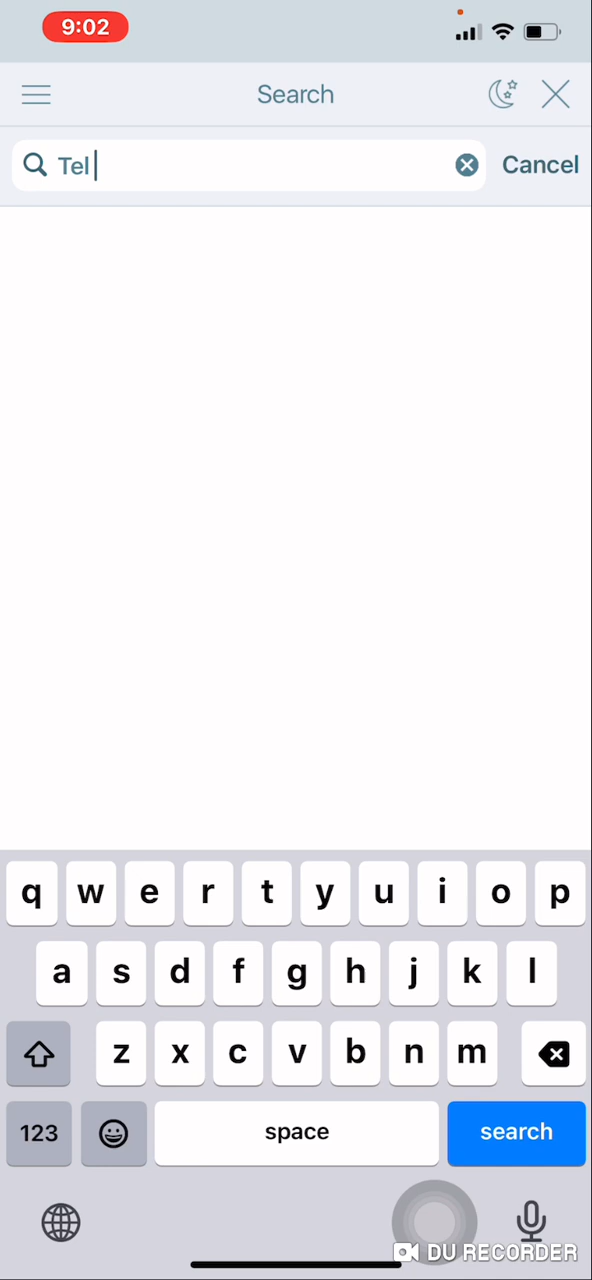 9:02
Search
Tel
Cancel
q w e r t y u i o p
a s d f g h j k l
z x c v b n m
123 space search
DU RECORDER